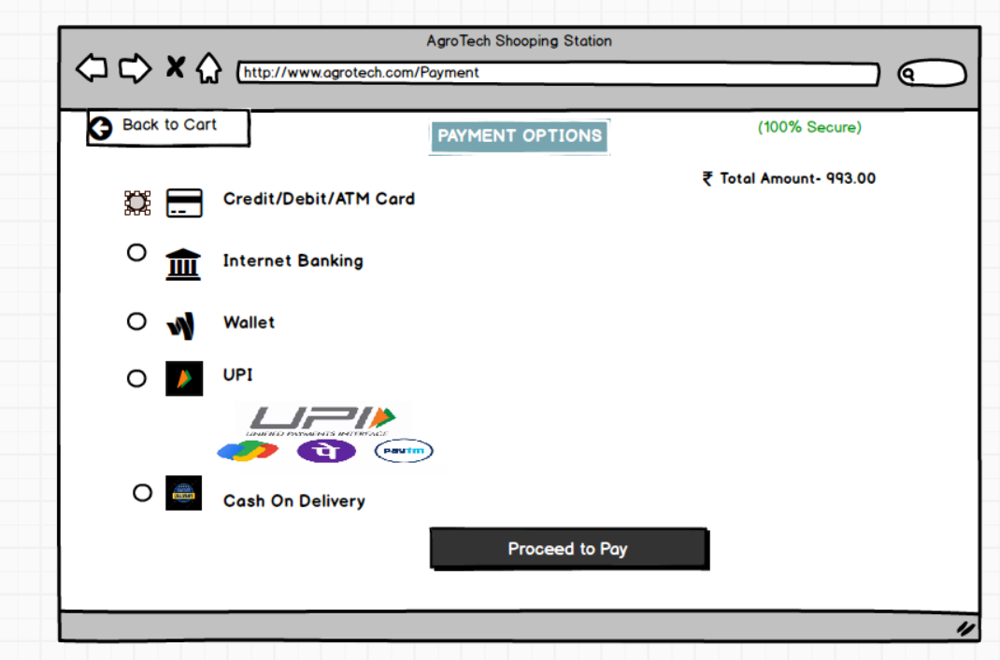 AgroTech Shooping Station
http://www.agrotech.com/Payment
Back to Cart
PAYMENT OPTIONS
(100% Secure)
₹ Total Amount- 993.00
Credit/Debit/ATM Card
Internet Banking
Wallet
UPI
UPI
UNIFIED PAYMENTS INTERFACE
पे
Paytm
Cash On Delivery
Proceed to Pay